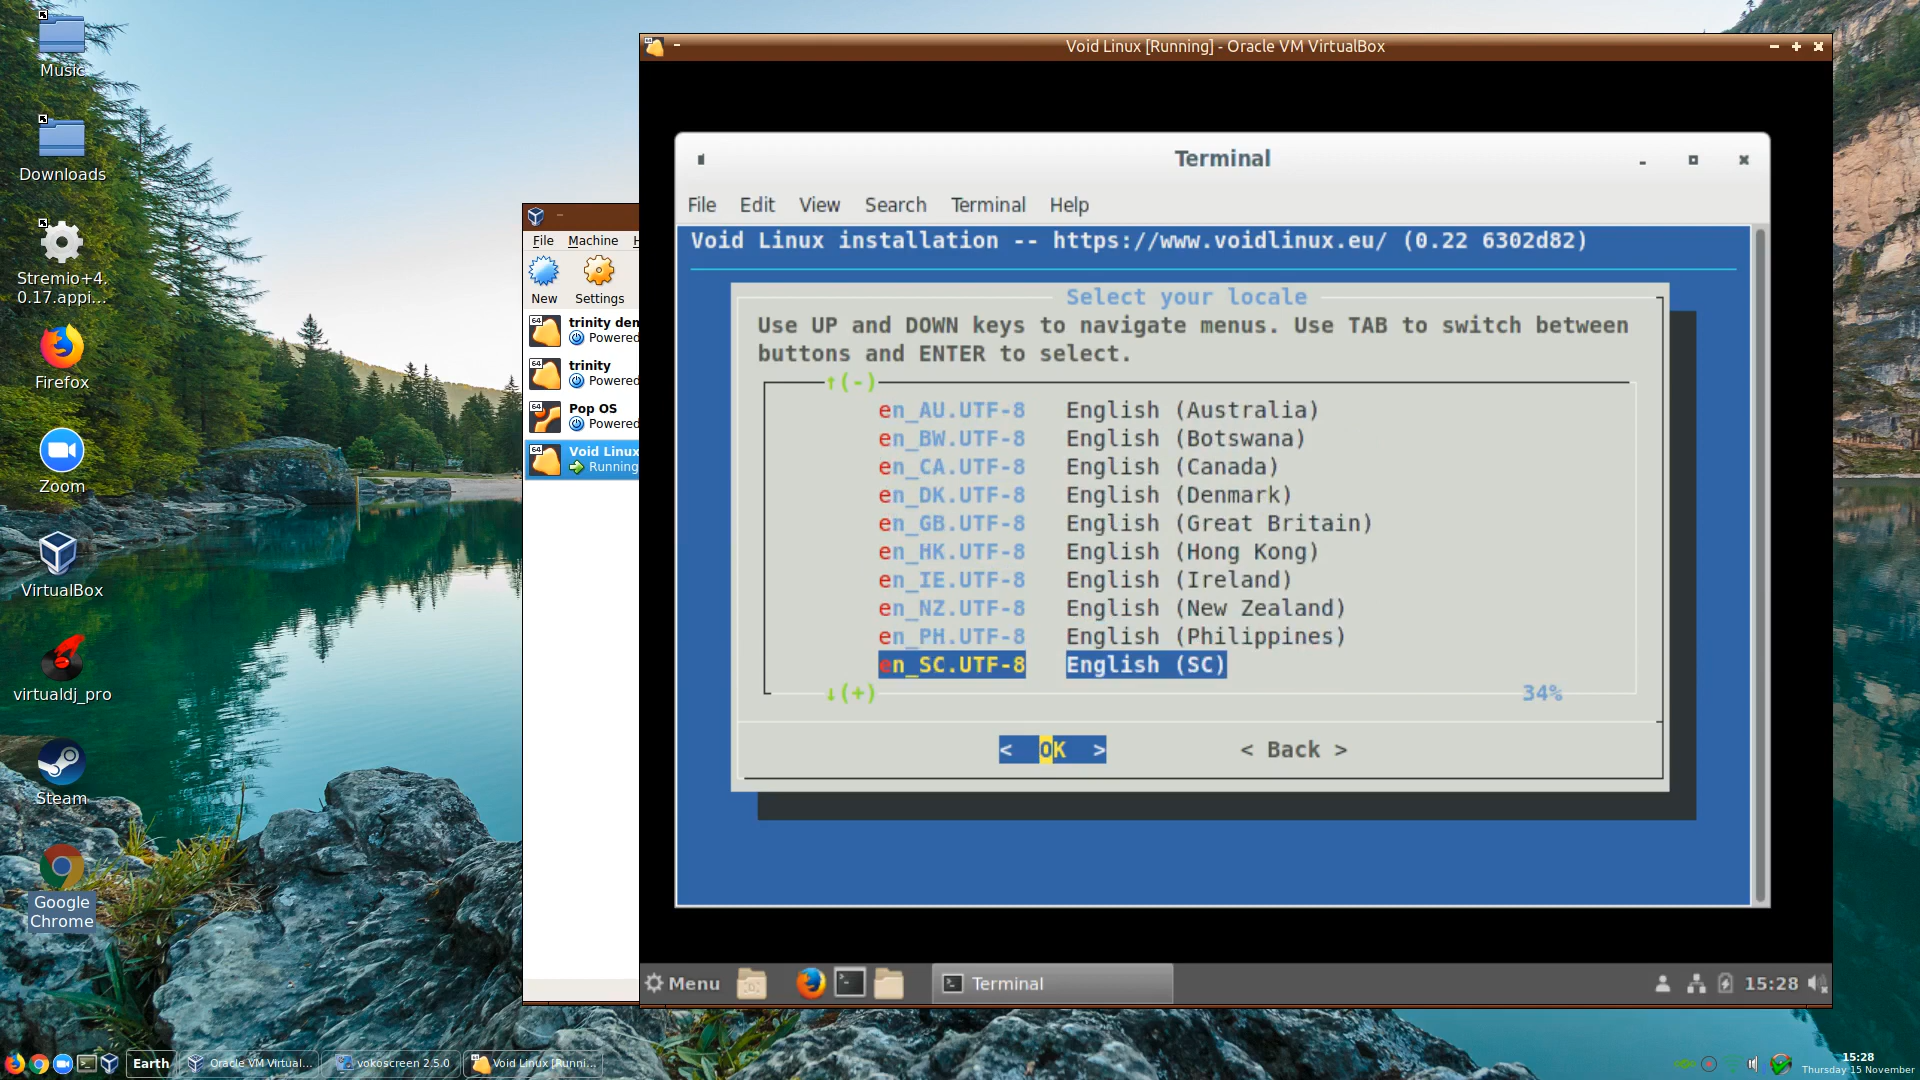 Music
Downloads
Stremio+4.
0.17.appi...
Firefox
Zoom
VirtualBox
virtualdj_pro
Steam
Google
Chrome
File Machine H
New Settings
64
trinity den
Powered
64
trinity
Powered
64
Pop OS
Powered
64
Void Linux
Running
Void Linux [Running] - Oracle VM VirtualBox
Terminal
File Edit View Search Terminal Help
Void Linux installation -- https://www.voidlinux.eu/ (0.22 6302d82)
Select your locale
Use UP and DOWN keys to navigate menus. Use TAB to switch between
buttons and ENTER to select.
↑(-)
en_AU.UTF-8 English (Australia)
en_BW.UTF-8 English (Botswana)
en_CA.UTF-8 English (Canada)
en_DK.UTF-8 English (Denmark)
en_GB.UTF-8 English (Great Britain)
en_HK.UTF-8 English (Hong Kong)
en_IE.UTF-8 English (Ireland)
en_NZ.UTF-8 English (New Zealand)
en_PH.UTF-8 English (Philippines)
en_SC.UTF-8 English (SC)
↓(+) 34%
< OK > < Back >
Menu Terminal 15:28
Earth Oracle VM Virtual... vokoscreen 2.5.0 Void Linux [Runni...
15:28
Thursday 15 November